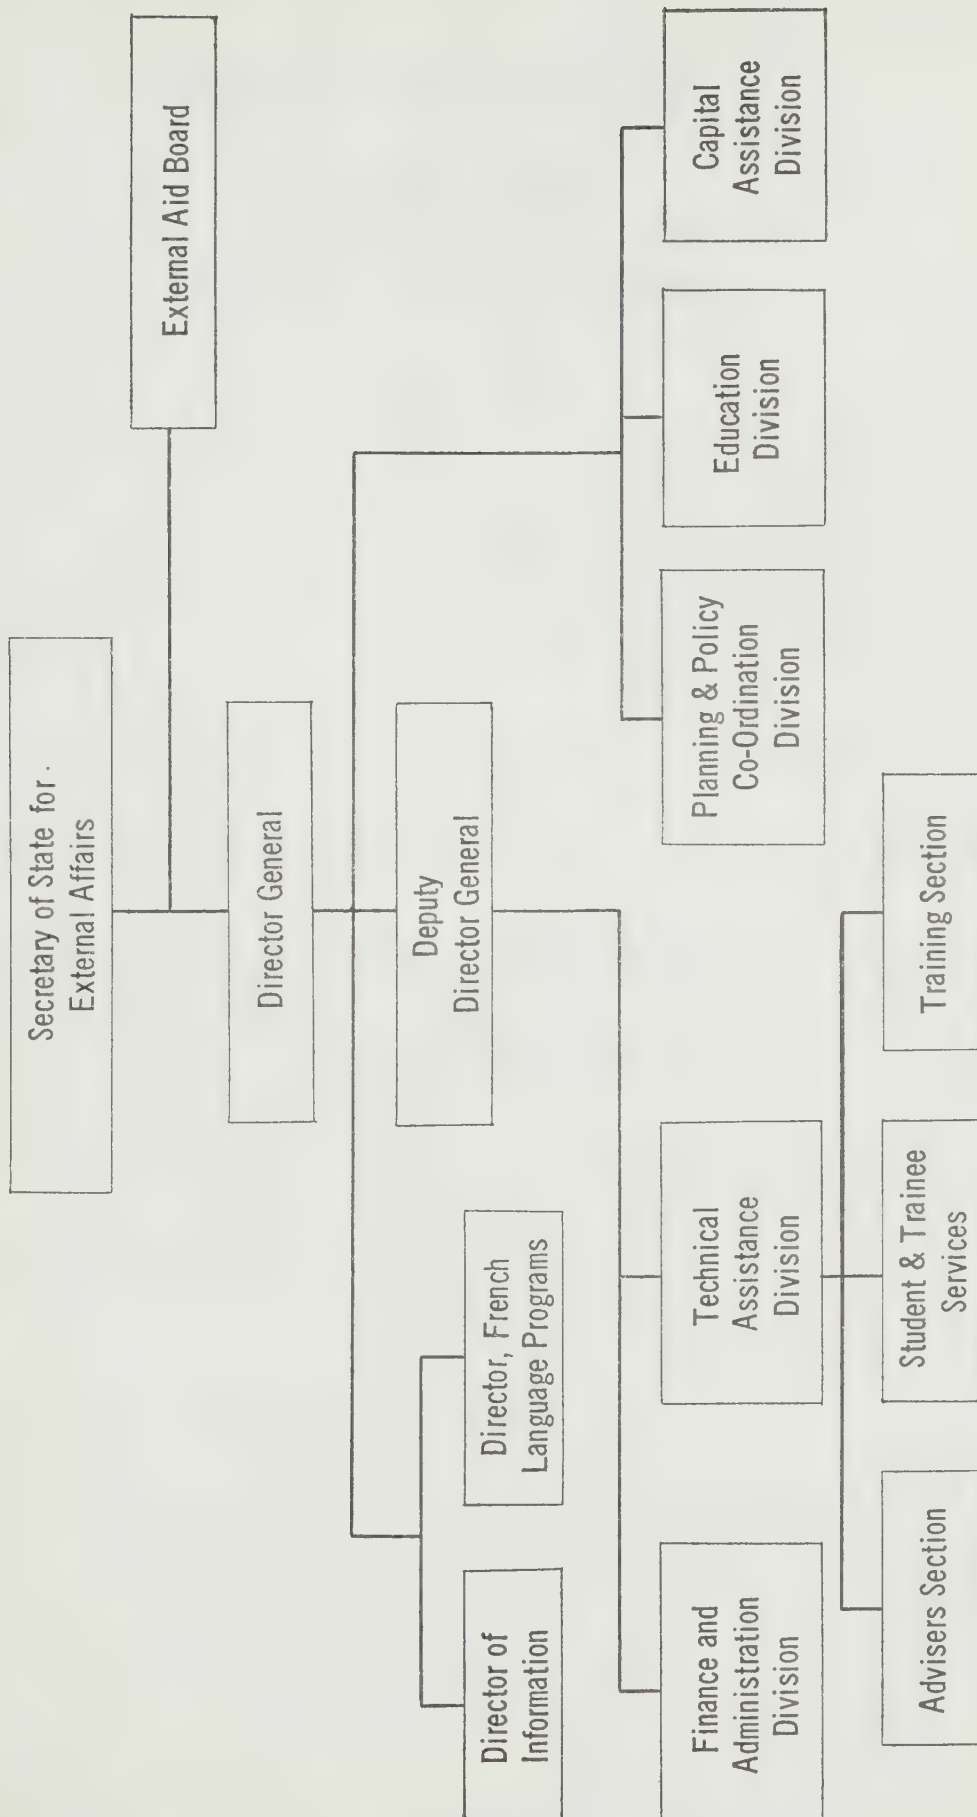 Secretary of State for .
External Affairs
External Aid Board
Director General
Deputy
Director General
Director of
Information
Director, French
Language Programs
Finance and
Administration
Division
Technical
Assistance
Division
Planning & Policy
Co-Ordination
Division
Education
Division
Capital
Assistance
Division
Advisers Section
Student & Trainee
Services
Training Section